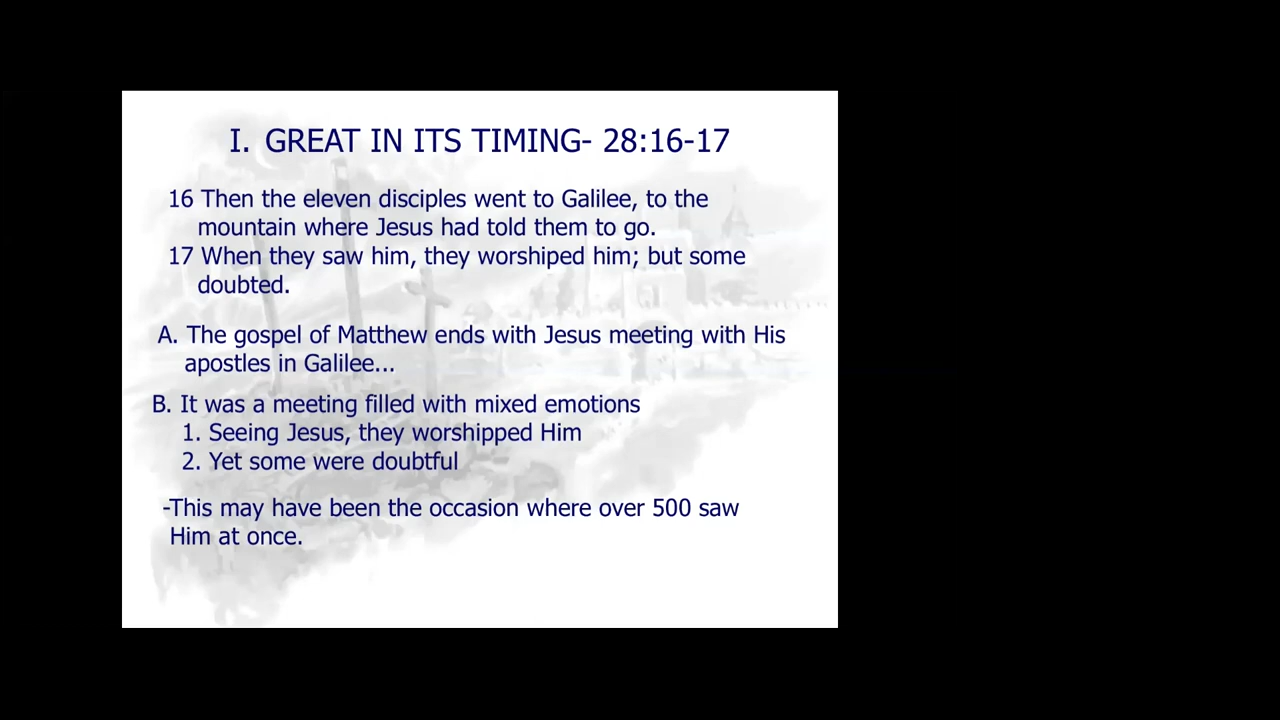 I. GREAT IN ITS TIMING- 28:16-17
16 Then the eleven disciples went to Galilee, to the
mountain where Jesus had told them to go.
17 When they saw him, they worshiped him; but some
doubted.
A. The gospel of Matthew ends with Jesus meeting with His
apostles in Galilee...
B. It was a meeting filled with mixed emotions
1. Seeing Jesus, they worshipped Him
2. Yet some were doubtful
-This may have been the occasion where over 500 saw
Him at once.